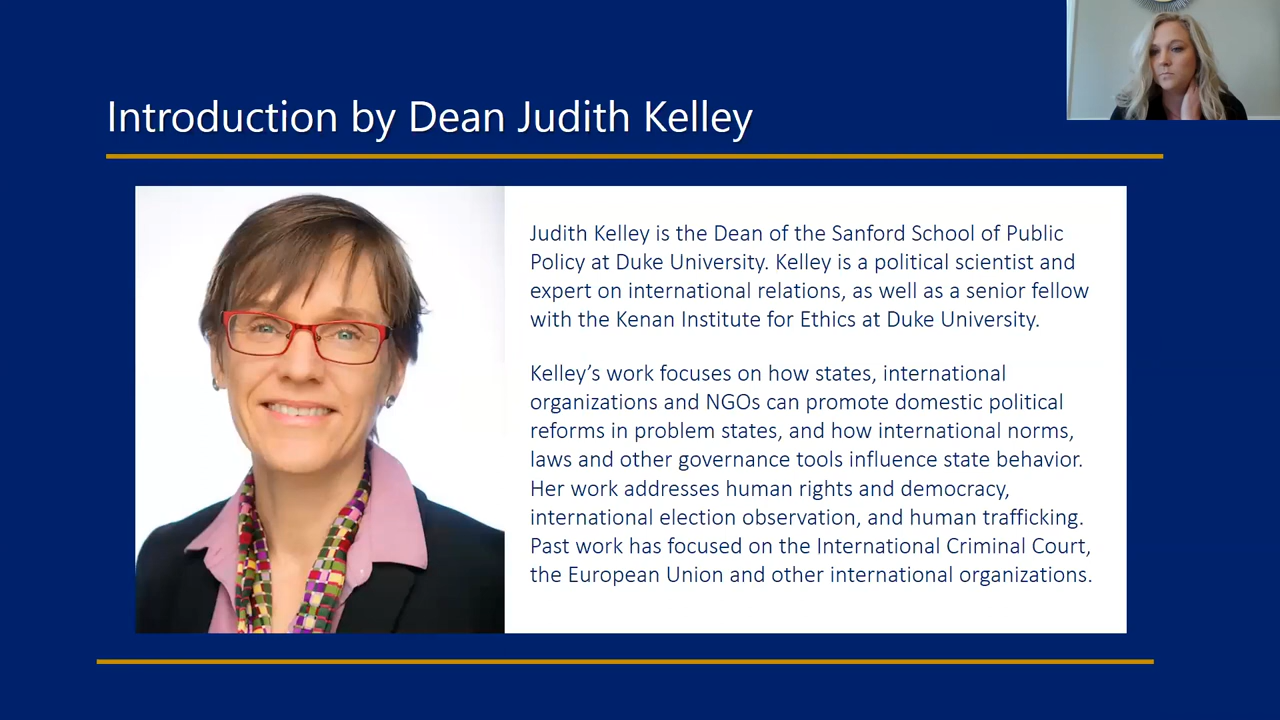 Introduction by Dean Judith Kelley
Judith Kelley is the Dean of the Sanford School of Public
Policy at Duke University. Kelley is a political scientist and
expert on international relations, as well as a senior fellow
with the Kenan Institute for Ethics at Duke University.
Kelley’s work focuses on how states, international
organizations and NGOs can promote domestic political
reforms in problem states, and how international norms,
laws and other governance tools influence state behavior.
Her work addresses human rights and democracy,
international election observation, and human trafficking.
Past work has focused on the International Criminal Court,
the European Union and other international organizations.